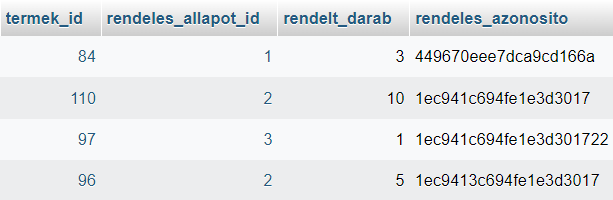 termek_id rendeles_allapot_id rendelt_darab rendeles_azonosito
84 1 3 449670eee7dca9cd166a
110 2 10 1ec941c694fe1e3d3017
97 3 1 1ec941c694fe1e3d301722
96 2 5 1ec9413c694fe1e3d3017